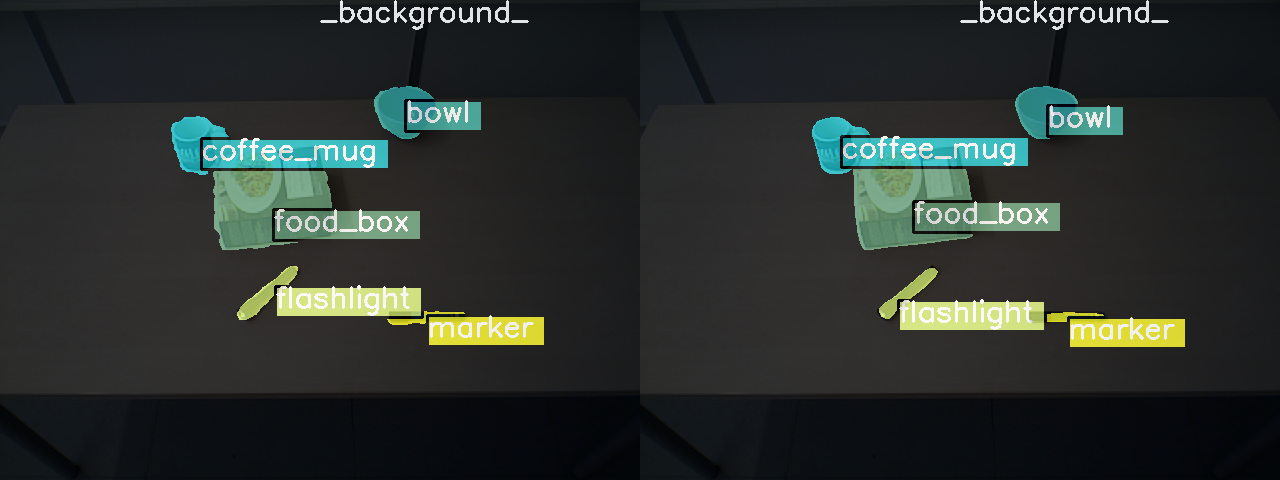 _background_ _background_
bowl bowl
coffee_mug coffee_mug
food_box food_box
flashlight flashlight
marker marker